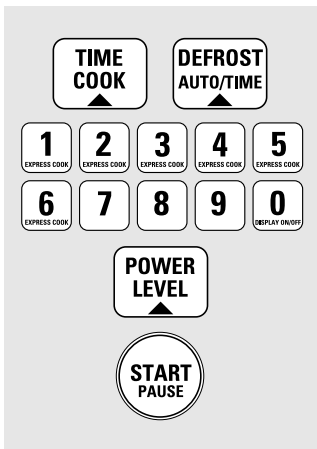 TIME DEFROST
COOK AUTO/TIME
1 2 3 4 5
EXPRESS COOK EXPRESS COOK EXPRESS COOK EXPRESS COOK EXPRESS COOK
6 7 8 9 0
EXPRESS COOK DISPLAY ON/OFF
POWER
LEVEL
START
PAUSE